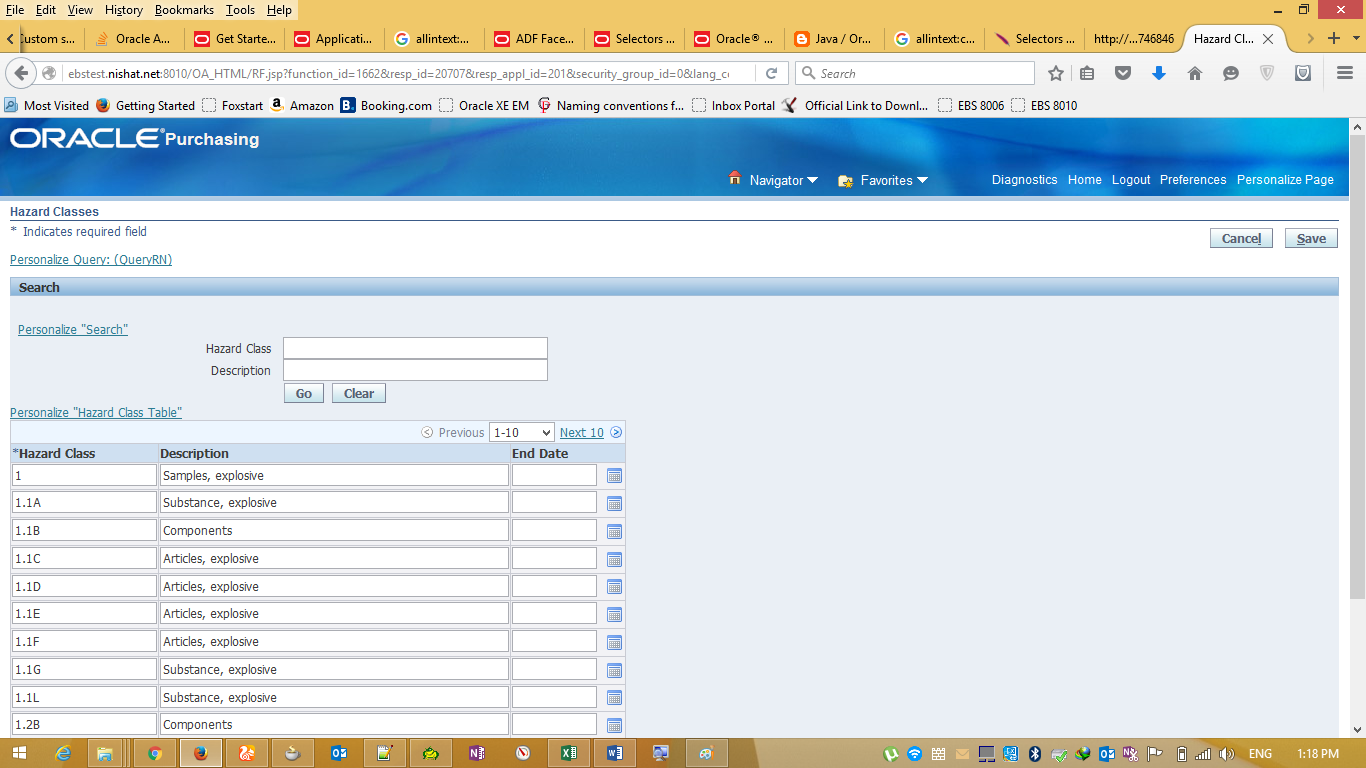 File Edit View History Bookmarks Tools Help
Custom s... Oracle A... Get Starte... Applicati... allintext:... ADF Face... Selectors ... Oracle® ... Java / Or... allintext:c... Selectors ... http://...746846 Hazard Cl...
ebstest.nishat.net:8010/OA_HTML/RF.jsp?function_id=1662&resp_id=20707&resp_appl_id=201&security_group_id=0&lang_c Search
Most Visited Getting Started Foxstart Amazon Booking.com Oracle XE EM Naming conventions f... Inbox Portal Official Link to Downl... EBS 8006 EBS 8010
ORACLE® Purchasing
Navigator Favorites Diagnostics Home Logout Preferences Personalize Page
Hazard Classes
* Indicates required field
Cancel Save
Personalize Query: (QueryRN)
Search
Personalize "Search"
Hazard Class
Description
Go Clear
Personalize "Hazard Class Table"
Previous 1-10 Next 10
*Hazard Class Description End Date
1 Samples, explosive
1.1A Substance, explosive
1.1B Components
1.1C Articles, explosive
1.1D Articles, explosive
1.1E Articles, explosive
1.1F Articles, explosive
1.1G Substance, explosive
1.1L Substance, explosive
1.2B Components
ENG 1:18 PM